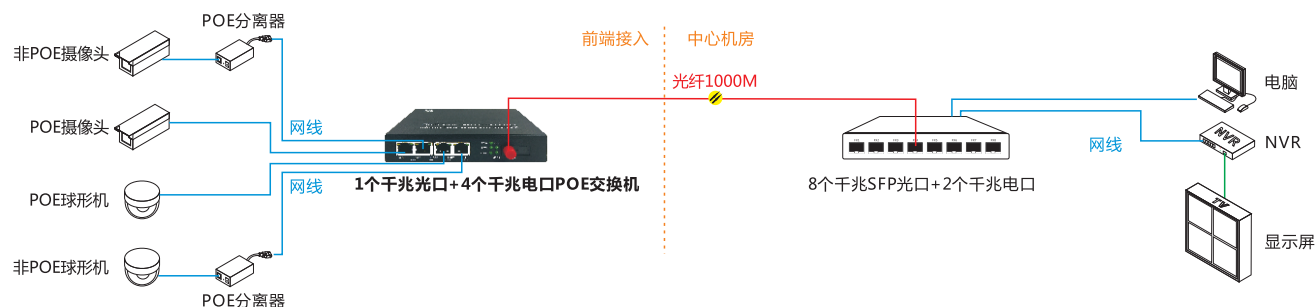 POE分离器
非POE摄像头
前端接入
中心机房
光纤1000M
电脑
POE摄像头
网线
网线
NVR
NVR
1个千兆光口+4个千兆电口POE交换机
8个千兆SFP光口+2个千兆电口
POE球形机
网线
显示屏
非POE球形机
POE分离器